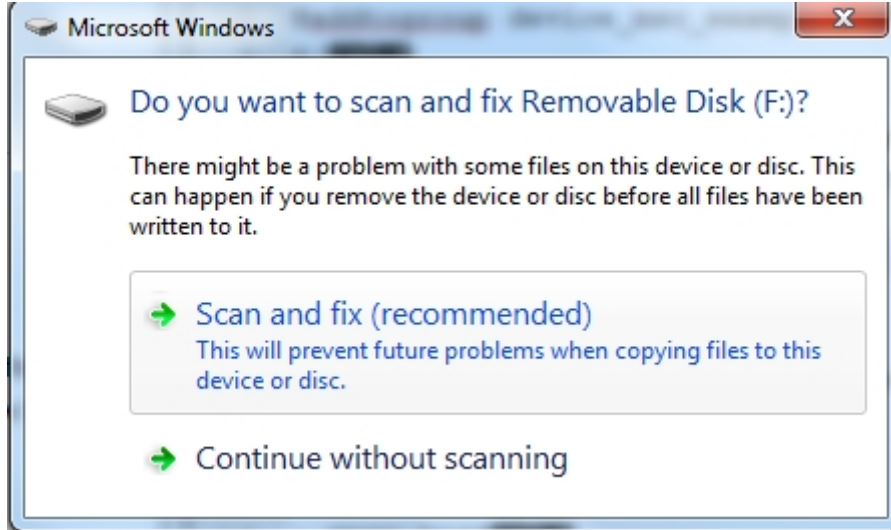 Microsoft Windows
Do you want to scan and fix Removable Disk (F:)?
There might be a problem with some files on this device or disc. This
can happen if you remove the device or disc before all files have been
written to it.
Scan and fix (recommended)
This will prevent future problems when copying files to this
device or disc.
Continue without scanning